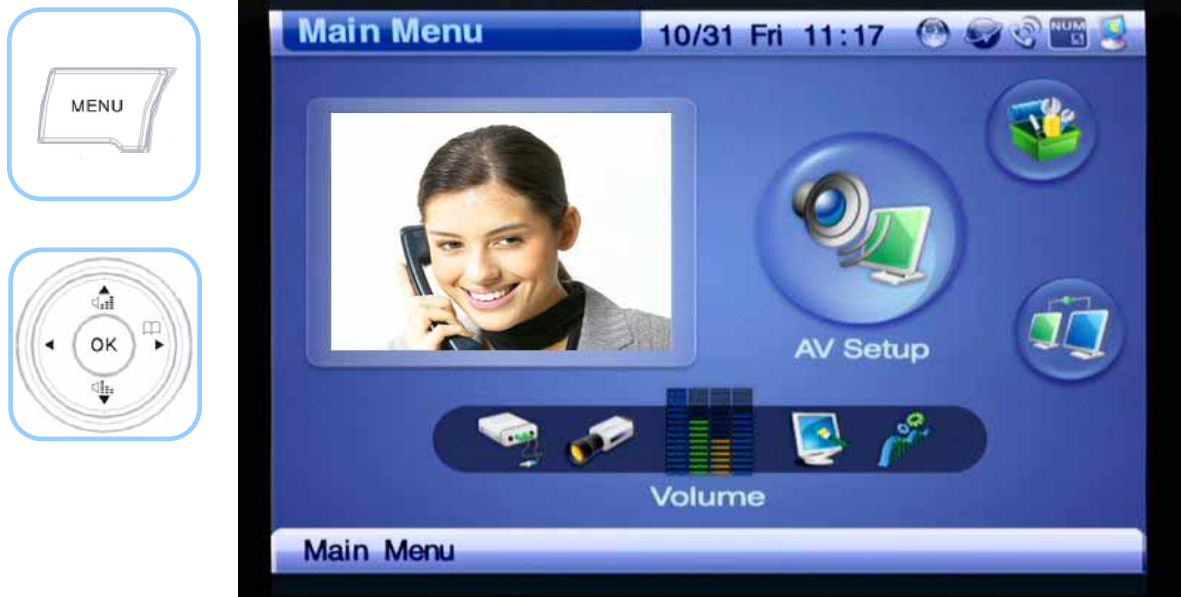 MENU
OK
Main Menu
10/31 Fri 11:17
NUM
AV Setup
Volume
Main Menu